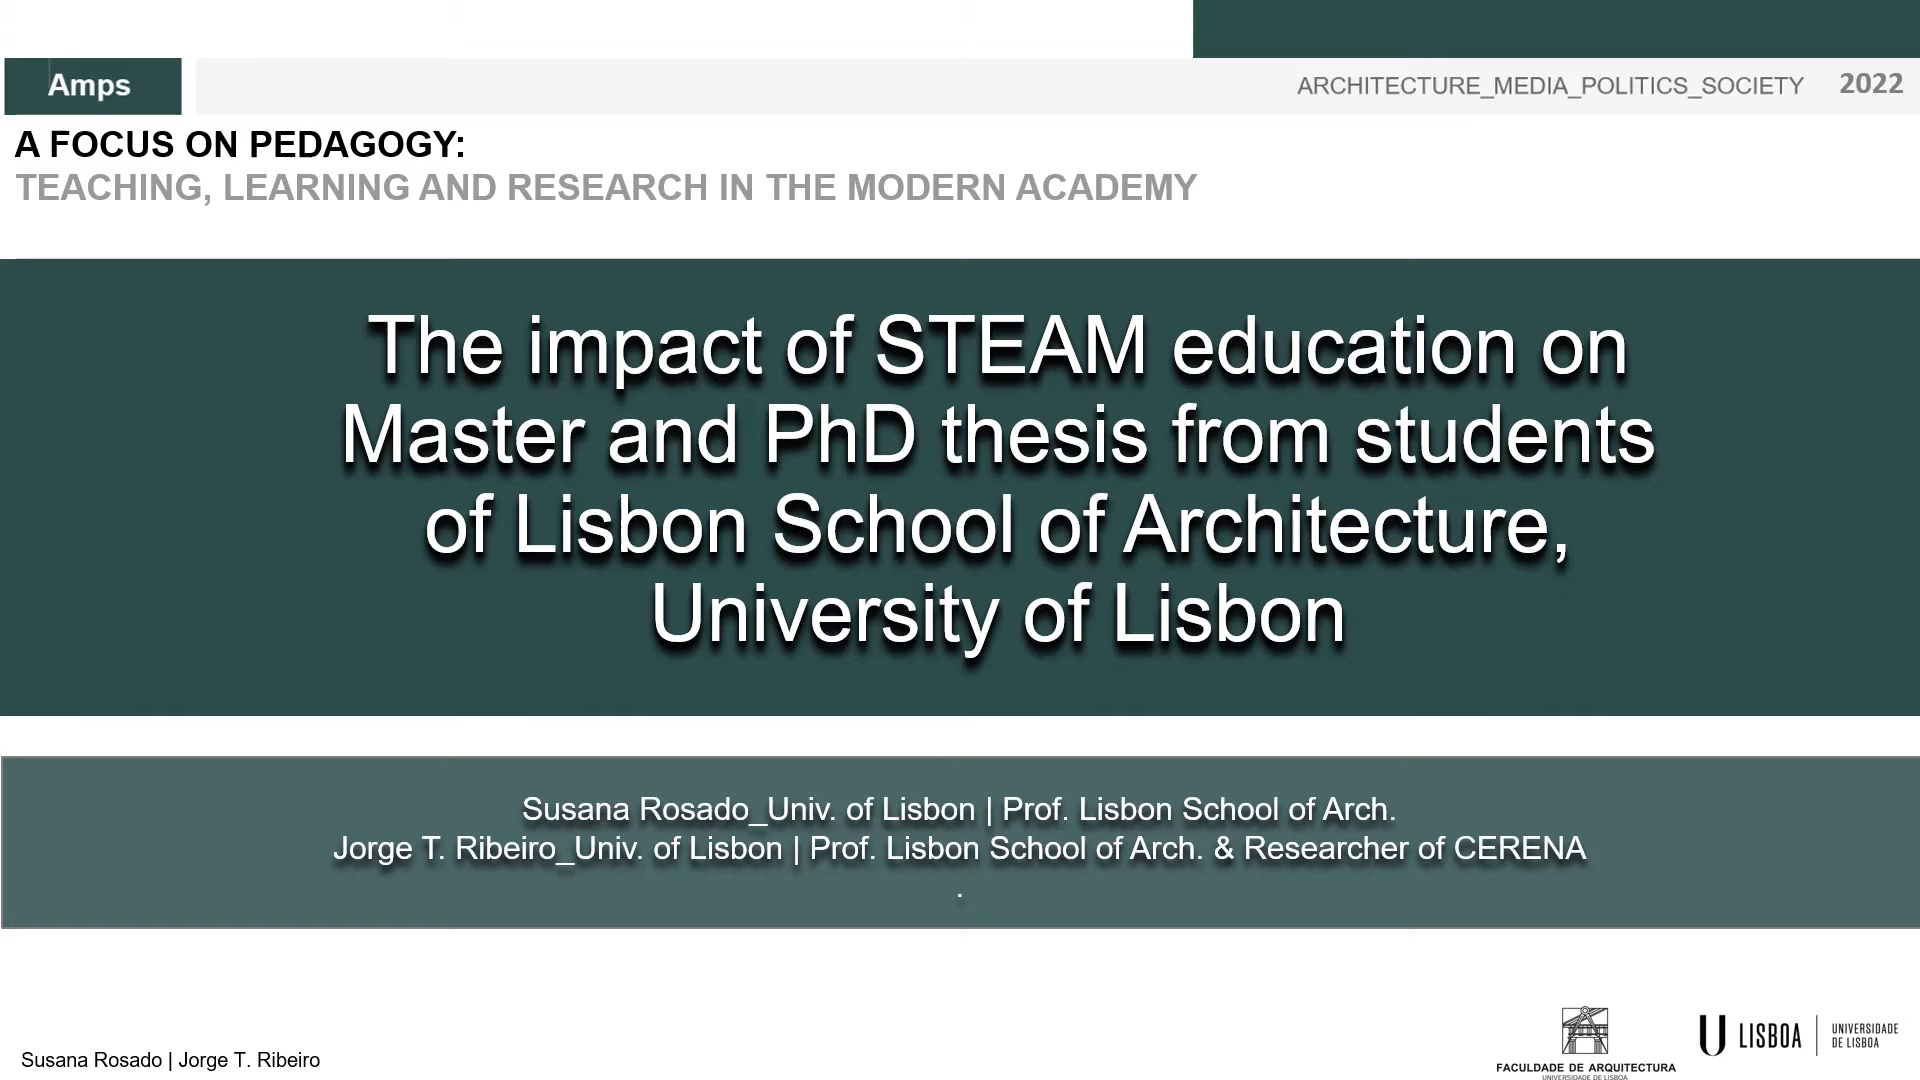 Amps
ARCHITECTURE_MEDIA_POLITICS_SOCIETY 2022
A FOCUS ON PEDAGOGY:
TEACHING, LEARNING AND RESEARCH IN THE MODERN ACADEMY
The impact of STEAM education on
Master and PhD thesis from students
of Lisbon School of Architecture,
University of Lisbon
Susana Rosado_Univ. of Lisbon | Prof. Lisbon School of Arch.
Jorge T. Ribeiro_Univ. of Lisbon | Prof. Lisbon School of Arch. & Researcher of CERENA
.
Susana Rosado | Jorge T. Ribeiro
FACULDADE DE ARQUITECTURA
UNIVERSIDADE DE LISBOA
U LISBOA | UNIVERSIDADE
DE LISBOA